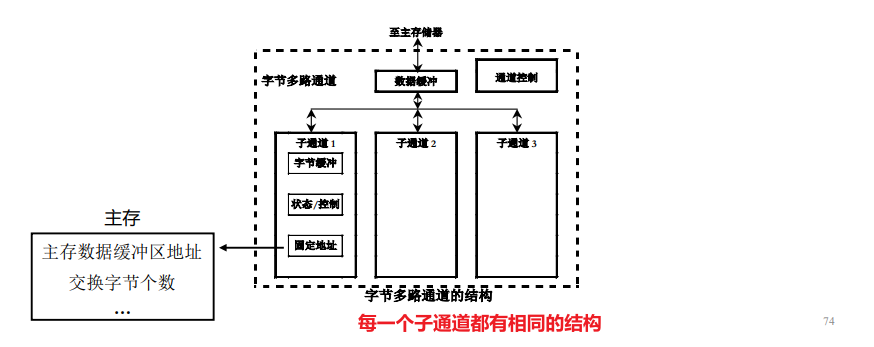 至主存储器
字节多路通道
数据缓冲
通道控制
子通道 1
子通道 2
子通道 3
字节缓冲
状态/控制
固定地址
主存
主存数据缓冲区地址
交换字节个数
…
字节多路通道的结构
每一个子通道都有相同的结构
74